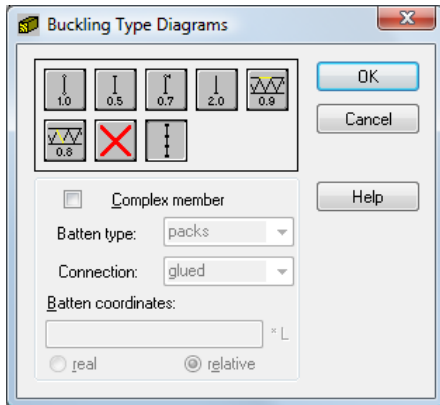 Buckling Type Diagrams
1.0 0.5 0.7 2.0 0.9
0.8
OK
Cancel
Help
Complex member
Batten type: packs
Connection: glued
Batten coordinates:
* L
real relative